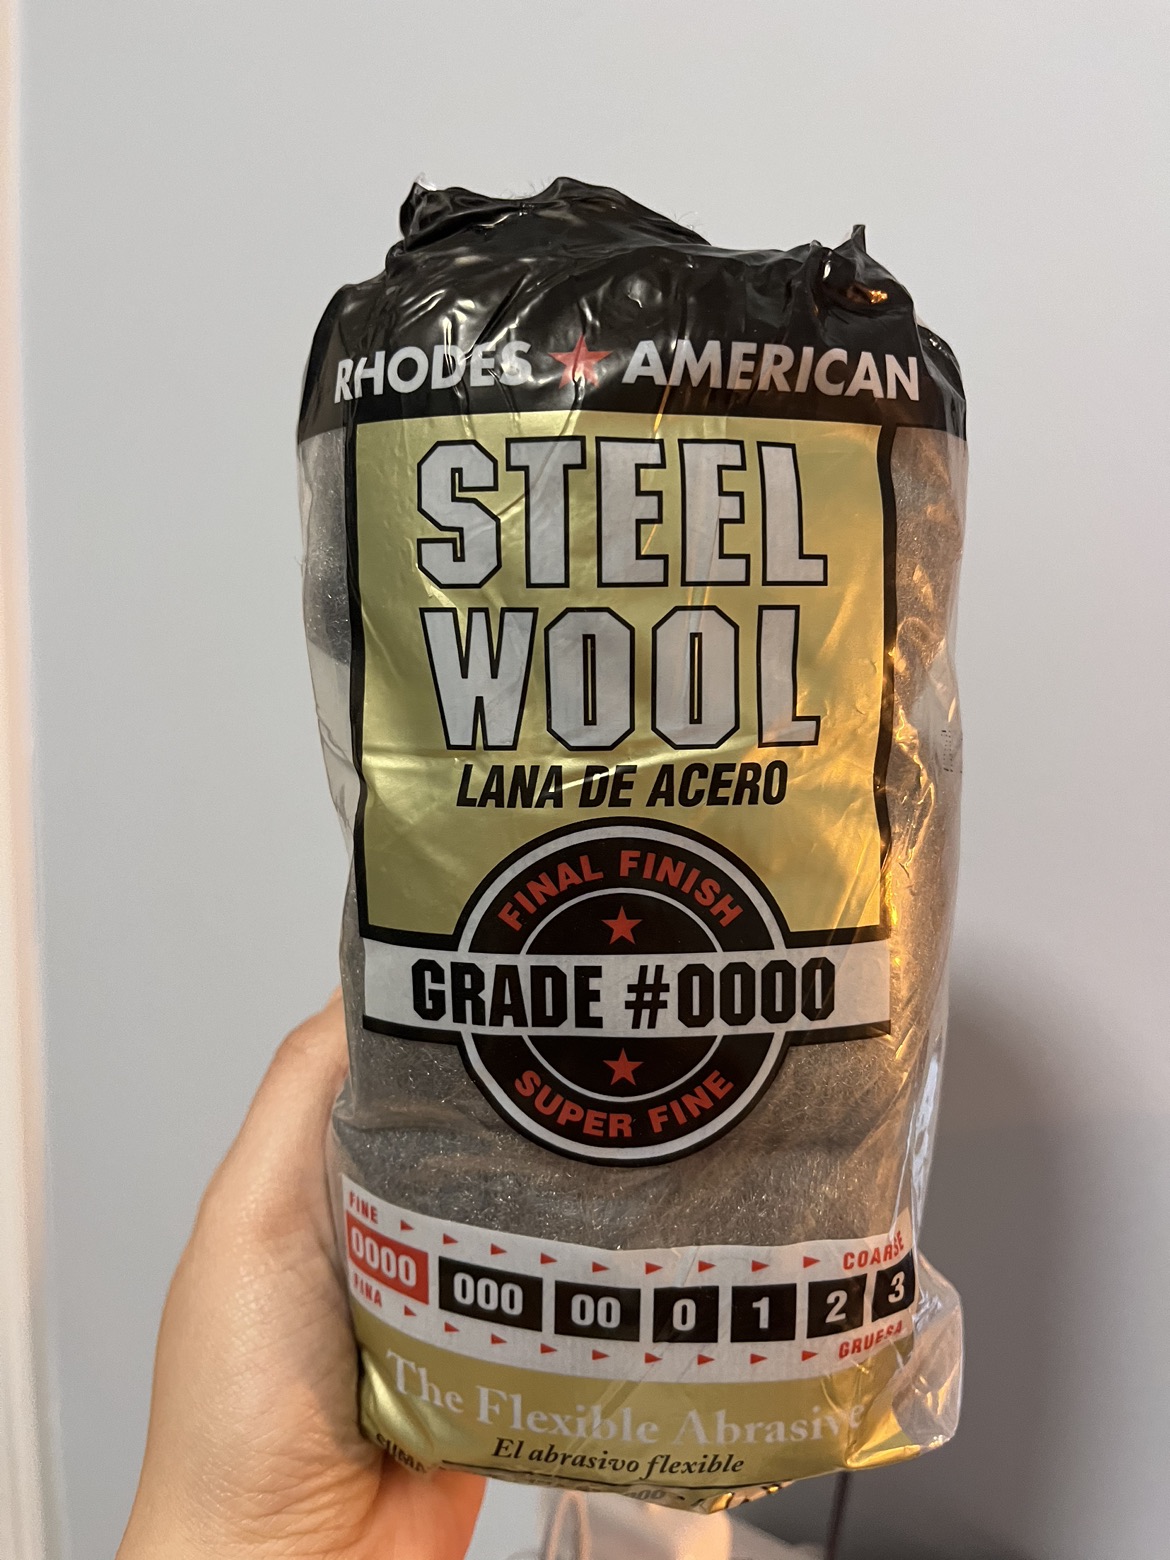 RHODES ★ AMERICAN
STEEL
WOOL
LANA DE ACERO
FINAL FINISH
GRADE #0000
SUPER FINE
FINE COARSE
0000 000 00 0 1 2 3
FINA GRUESA
The Flexible Abrasive
El abrasivo flexible